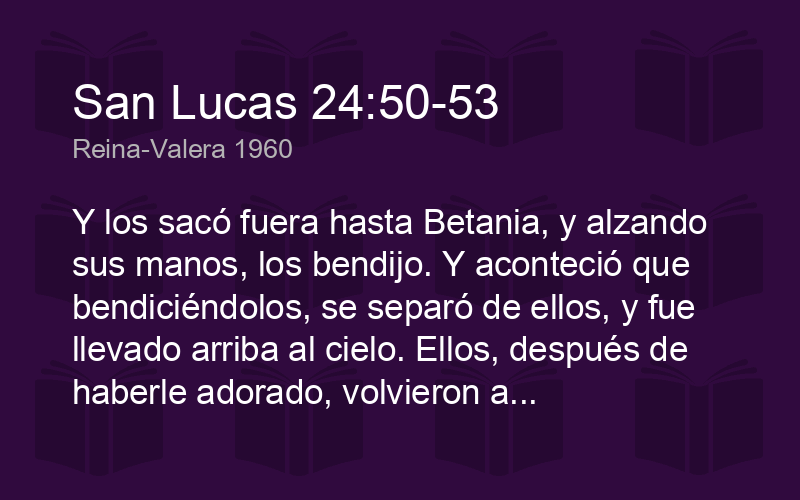 San Lucas 24:50-53
Reina-Valera 1960
Y los sacó fuera hasta Betania, y alzando
sus manos, los bendijo. Y aconteció que
bendiciéndolos, se separó de ellos, y fue
llevado arriba al cielo. Ellos, después de
haberle adorado, volvieron a...